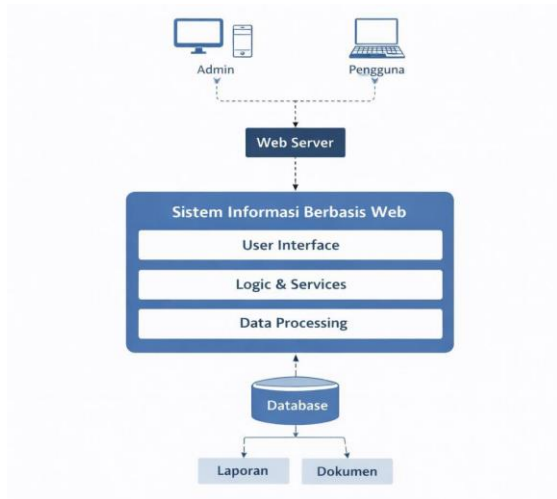 Admin
Pengguna
Web Server
Sistem Informasi Berbasis Web
User Interface
Logic & Services
Data Processing
Database
Laporan
Dokumen